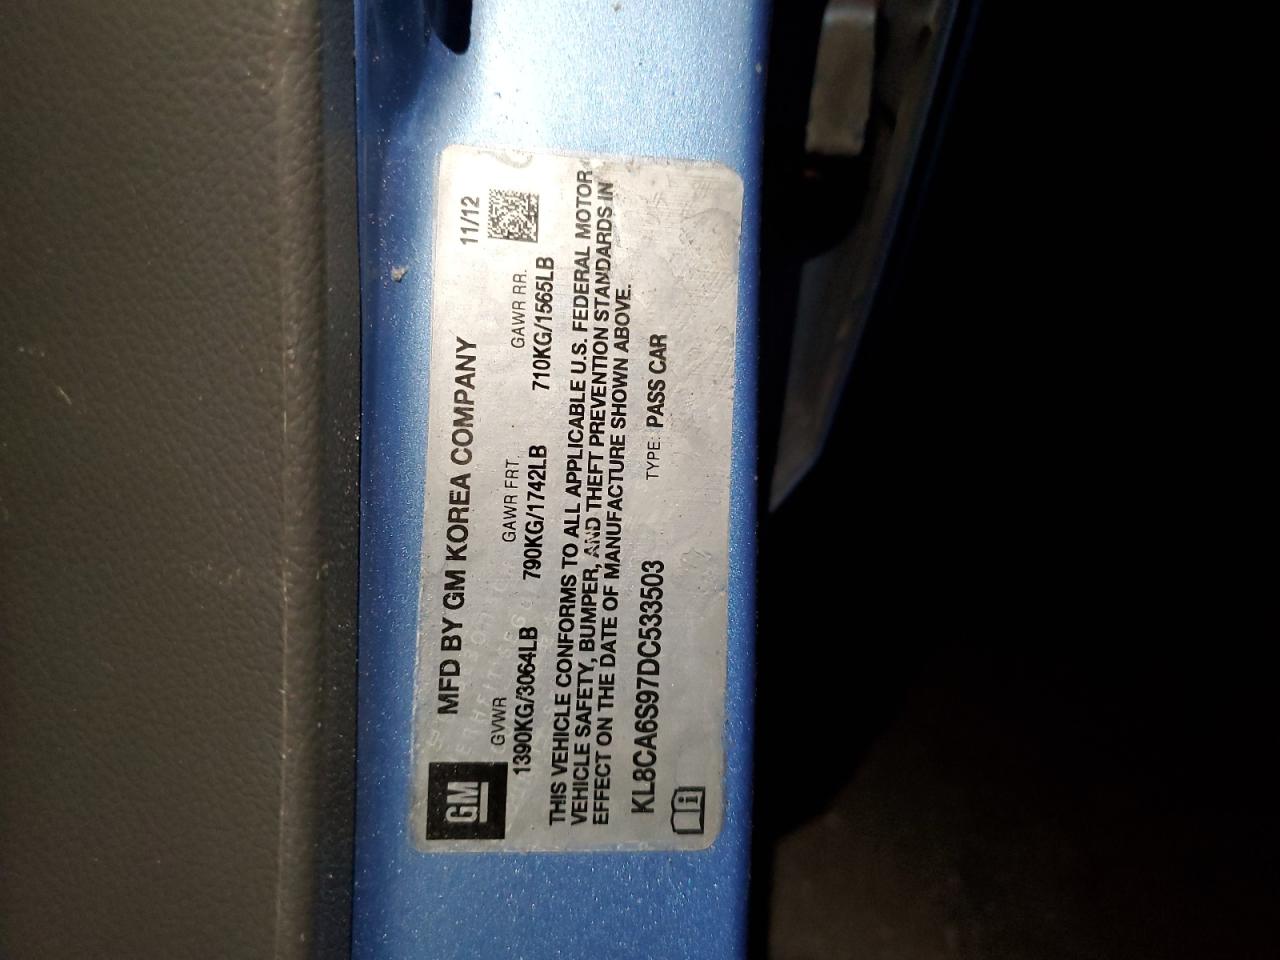 GM
MFD BY GM KOREA COMPANY 11/12
GVWR GAWR FRT. GAWR RR.
1390KG/3064LB 790KG/1742LB 710KG/1565LB
THIS VEHICLE CONFORMS TO ALL APPLICABLE U.S. FEDERAL MOTOR
VEHICLE SAFETY, BUMPER, AND THEFT PREVENTION STANDARDS IN
EFFECT ON THE DATE OF MANUFACTURE SHOWN ABOVE.
KL8CA6S97DC533503 TYPE: PASS CAR